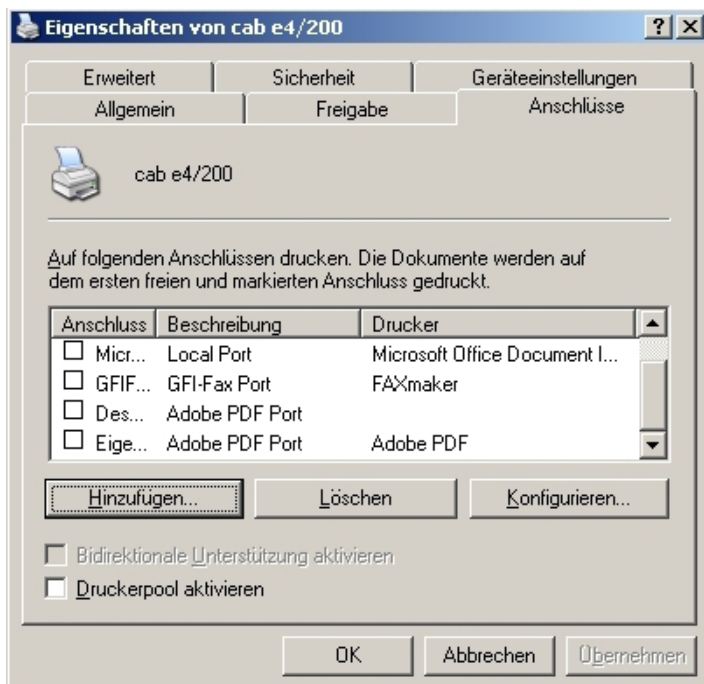 Eigenschaften von cab e4/200
Erweitert Sicherheit Geräteeinstellungen
Allgemein Freigabe Anschlüsse
cab e4/200
Auf folgenden Anschlüssen drucken. Die Dokumente werden auf
dem ersten freien und markierten Anschluss gedruckt.
Anschluss Beschreibung Drucker
Micr... Local Port Microsoft Office Document I...
GFIF... GFI-Fax Port FAXmaker
Des... Adobe PDF Port
Eige... Adobe PDF Port Adobe PDF
Hinzufügen... Löschen Konfigurieren...
Bidirektionale Unterstützung aktivieren
Druckerpool aktivieren
OK Abbrechen Übernehmen